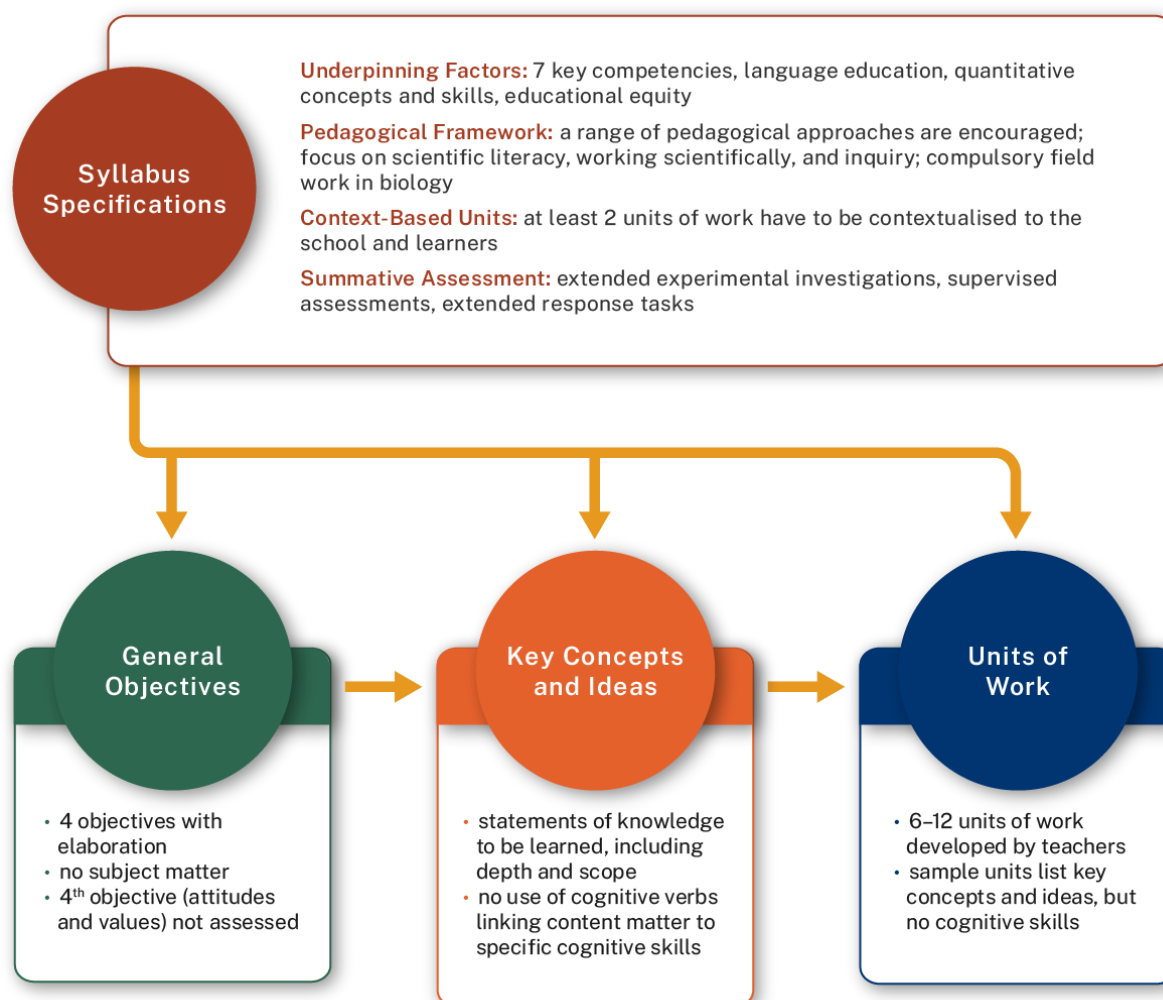 Syllabus
Specifications
Underpinning Factors: 7 key competencies, language education, quantitative
concepts and skills, educational equity
Pedagogical Framework: a range of pedagogical approaches are encouraged;
focus on scientific literacy, working scientifically, and inquiry; compulsory field
work in biology
Context-Based Units: at least 2 units of work have to be contextualised to the
school and learners
Summative Assessment: extended experimental investigations, supervised
assessments, extended response tasks
General
Objectives
• 4 objectives with
elaboration
• no subject matter
• 4th objective (attitudes
and values) not assessed
Key Concepts
and Ideas
• statements of knowledge
to be learned, including
depth and scope
• no use of cognitive verbs
linking content matter to
specific cognitive skills
Units of
Work
• 6–12 units of work
developed by teachers
• sample units list key
concepts and ideas, but
no cognitive skills